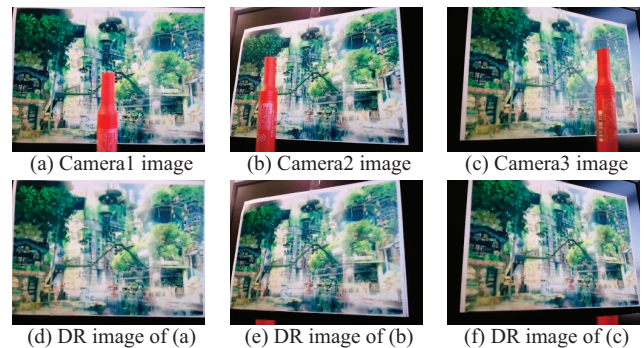 (a) Camera1 image
(b) Camera2 image
(c) Camera3 image
(d) DR image of (a)
(e) DR image of (b)
(f) DR image of (c)